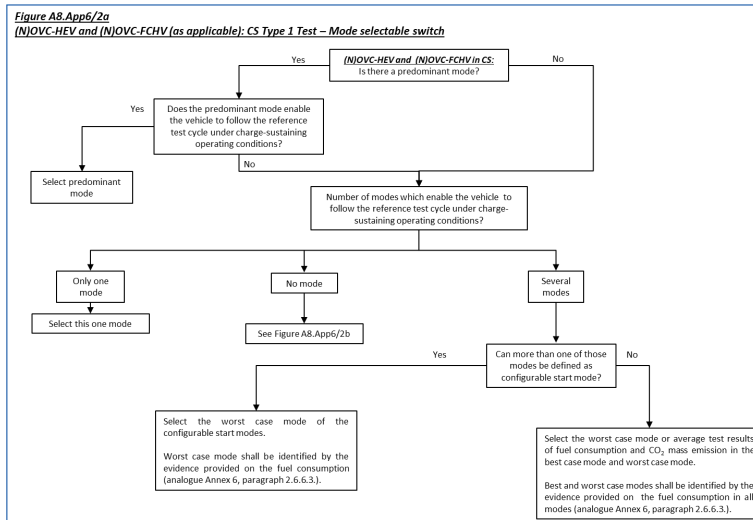 Figure A8.App6/2a
(N)OVC-HEV and (N)OVC-FCHV (as applicable): CS Type 1 Test – Mode selectable switch
Yes
(N)OVC-HEV and (N)OVC-FCHV in CS:
Is there a predominant mode?
No
Yes
Does the predominant mode enable
the vehicle to follow the reference
test cycle under charge-sustaining
operating conditions?
No
Select predominant
mode
Number of modes which enable the vehicle to
follow the reference test cycle under charge-
sustaining operating conditions?
Only one
mode
No mode
Several
modes
Select this one mode
See Figure A8.App6/2b
Yes
Can more than one of those
modes be defined as
configurable start mode?
No
Select the worst case mode of the
configurable start modes.
Worst case mode shall be identified by the
evidence provided on the fuel consumption
(analogue Annex 6, paragraph 2.6.6.3.).
Select the worst case mode or average test results
of fuel consumption and CO₂ mass emission in the
best case mode and worst case mode.
Best and worst case modes shall be identified by the
evidence provided on the fuel consumption in all
modes (analogue Annex 6, paragraph 2.6.6.3.).